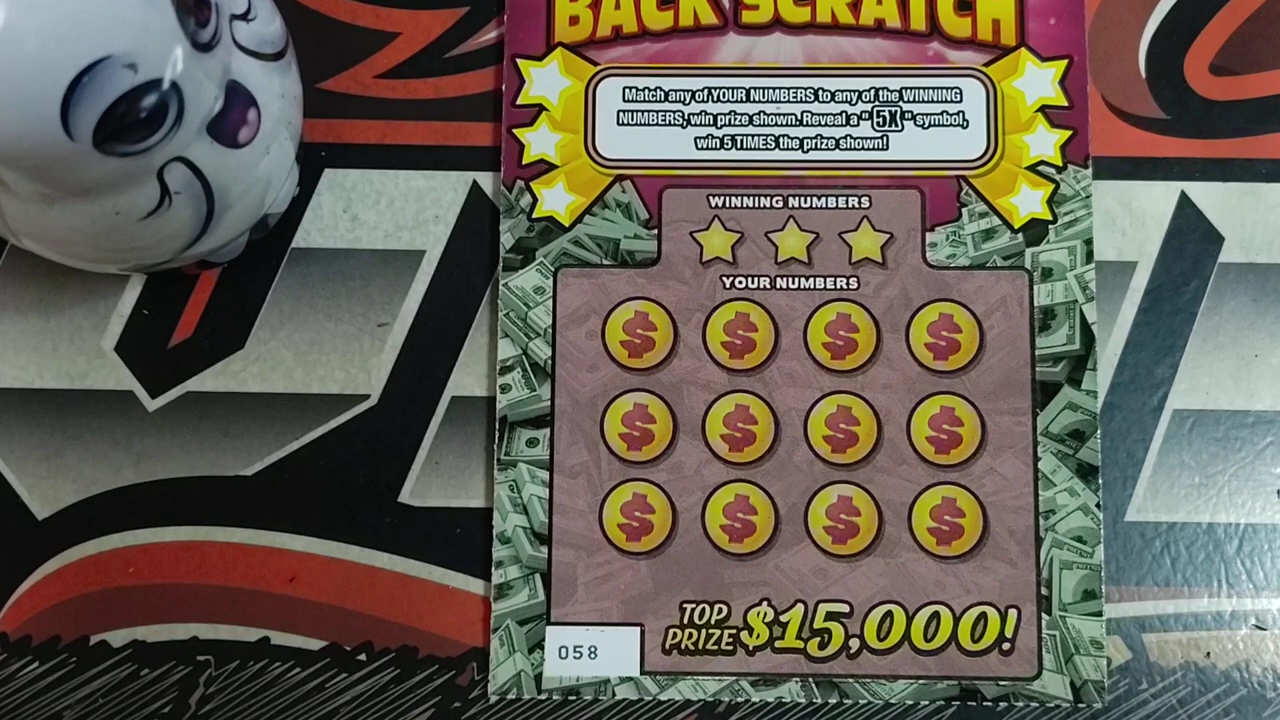 BACK SCRATCH
Match any of YOUR NUMBERS to any of the WINNING
NUMBERS, win prize shown. Reveal a "5X" symbol,
win 5 TIMES the prize shown!
WINNING NUMBERS
YOUR NUMBERS
$ $ $ $
$ $ $ $
$ $ $ $
TOP
PRIZE $15,000!
058